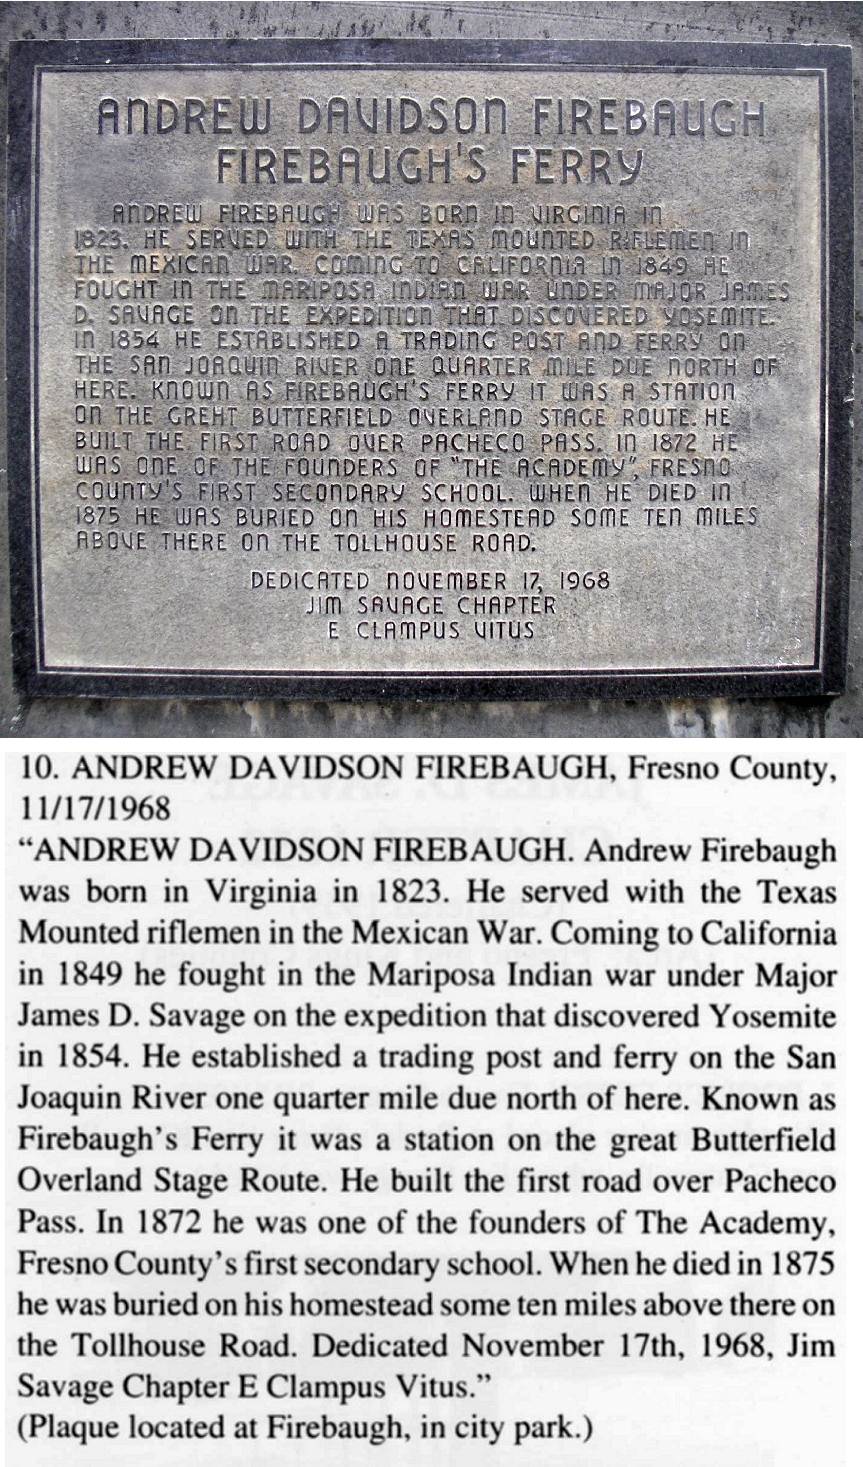 ANDREW DAVIDSON FIREBAUGH
FIREBAUGH'S FERRY
ANDREW FIREBAUGH WAS BORN IN VIRGINIA IN
1823. HE SERVED WITH THE TEXAS MOUNTED RIFLEMEN IN
THE MEXICAN WAR. COMING TO CALIFORNIA IN 1849 HE
FOUGHT IN THE MARIPOSA INDIAN WAR UNDER MAJOR JAMES
D. SAVAGE ON THE EXPEDITION THAT DISCOVERED YOSEMITE.
IN 1854 HE ESTABLISHED A TRADING POST AND FERRY ON
THE SAN JOAQUIN RIVER ONE QUARTER MILE DUE NORTH OF
HERE. KNOWN AS FIREBAUGH'S FERRY IT WAS A STATION
ON THE GREHT BUTTERFIELD OVERLAND STAGE ROUTE. HE
BUILT THE FIRST ROAD OVER PACHECO PASS. IN 1872 HE
WAS ONE OF THE FOUNDERS OF "THE ACADEMY", FRESNO
COUNTY'S FIRST SECONDARY SCHOOL. WHEN HE DIED IN
1875 HE WAS BURIED ON HIS HOMESTEAD SOME TEN MILES
ABOVE THERE ON THE TOLLHOUSE ROAD.
DEDICATED NOVEMBER 17, 1968
JIM SAVAGE CHAPTER
E CLAMPUS VITUS
10. ANDREW DAVIDSON FIREBAUGH, Fresno County,
11/17/1968
“ANDREW DAVIDSON FIREBAUGH. Andrew Firebaugh
was born in Virginia in 1823. He served with the Texas
Mounted riflemen in the Mexican War. Coming to California
in 1849 he fought in the Mariposa Indian war under Major
James D. Savage on the expedition that discovered Yosemite
in 1854. He established a trading post and ferry on the San
Joaquin River one quarter mile due north of here. Known as
Firebaugh’s Ferry it was a station on the great Butterfield
Overland Stage Route. He built the first road over Pacheco
Pass. In 1872 he was one of the founders of The Academy,
Fresno County’s first secondary school. When he died in 1875
he was buried on his homestead some ten miles above there on
the Tollhouse Road. Dedicated November 17th, 1968, Jim
Savage Chapter E Clampus Vitus.”
(Plaque located at Firebaugh, in city park.)